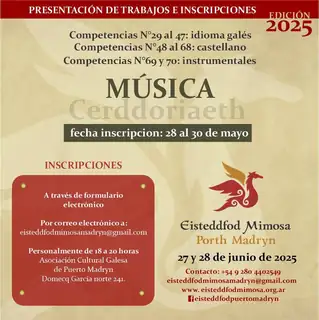 PRESENTACIÓN DE TRABAJOS E INSCRIPCIONES
EDICIÓN
2025
Competencias N°29 al 47: idioma galés
Competencias N°48 al 68: castellano
Competencias N°69 y 70: instrumentales
MÚSICA
Cerddoriaeth
fecha inscripcion: 28 al 30 de mayo
INSCRIPCIONES
A través de formulario
electrónico
Por correo electrónico a:
eisteddfodmimosamadryn@gmail.com
Personalmente de 18 a 20 horas
Asociación Cultural Galesa
de Puerto Madryn
Domecq García norte 241.
Eisteddfod Mimosa
Porth Madryn
27 y 28 de junio de 2025
Contacto: +54 9 280 4402549
eisteddfodmimosamadryn@gmail.com
www.eisteddfodmimosa.org.ar
eisteddfodpuertomadryn